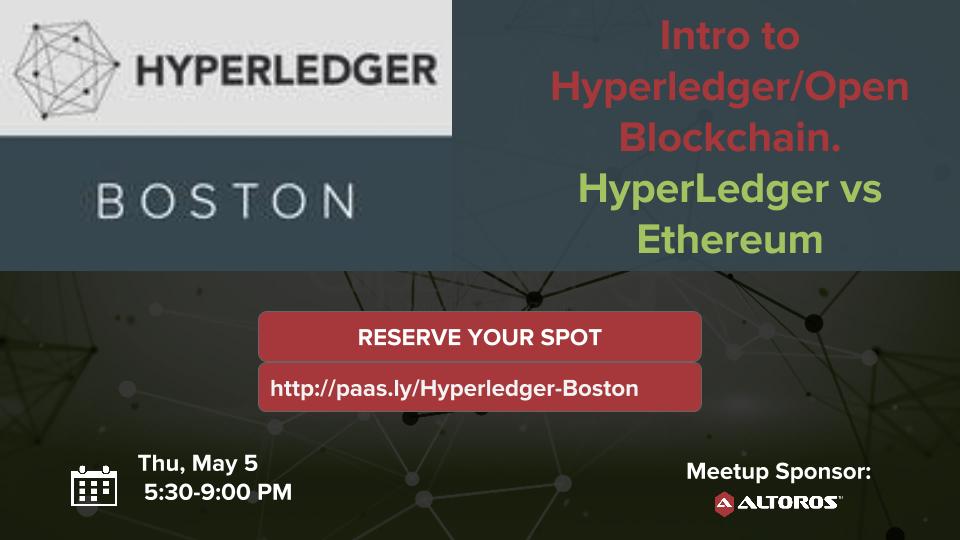 HYPERLEDGER
BOSTON
Intro to
Hyperledger/Open
Blockchain.
HyperLedger vs
Ethereum
RESERVE YOUR SPOT
http://paas.ly/Hyperledger-Boston
Thu, May 5
5:30-9:00 PM
Meetup Sponsor:
ALTOROS